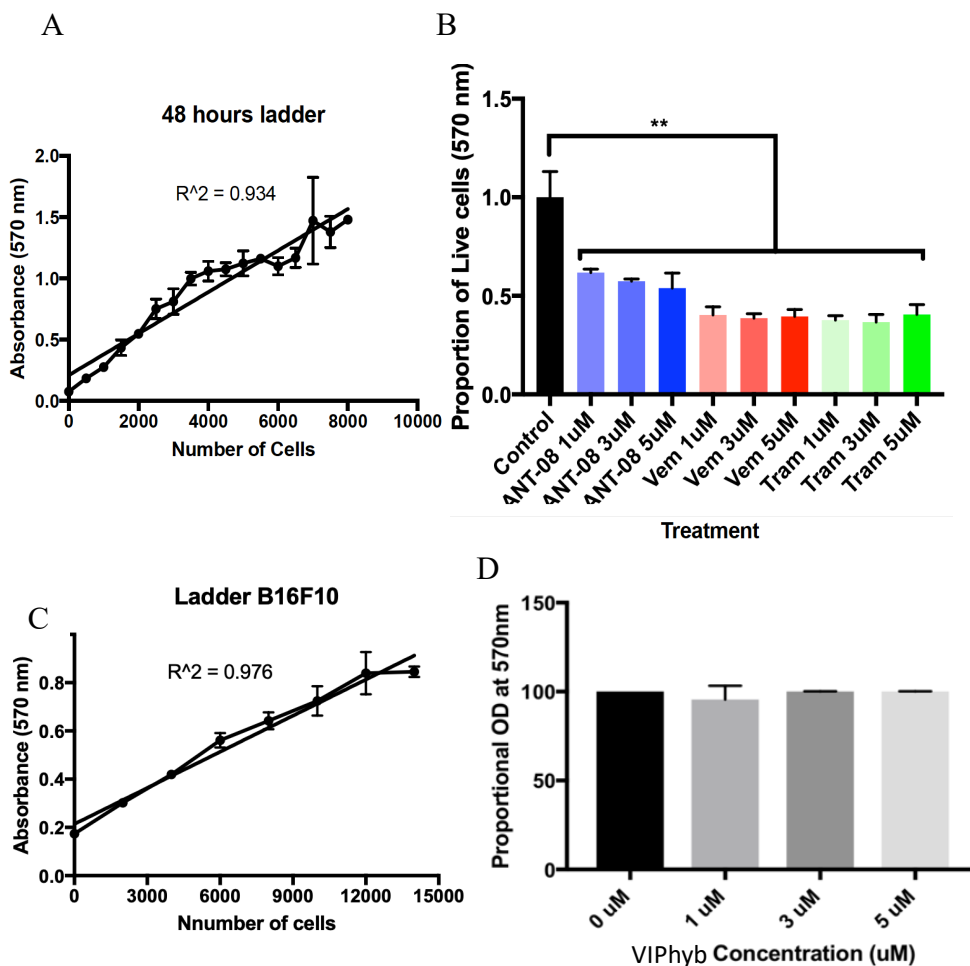 A
48 hours ladder
R^2 = 0.934
Absorbance (570 nm)
2.0
1.5
1.0
0.5
0.0
0
2000
4000
6000
8000
10000
Number of Cells
B
Proportion of Live cells (570 nm)
1.5
1.0
0.5
0.0
**
Control
ANT-08 1uM
ANT-08 3uM
ANT-08 5uM
Vem 1uM
Vem 3uM
Vem 5uM
Tram 1uM
Tram 3uM
Tram 5uM
Treatment
C
Ladder B16F10
R^2 = 0.976
Absorbance (570 nm)
0.8
0.6
0.4
0.2
0.0
0
3000
6000
9000
12000
15000
Nnumber of cells
D
Proportional OD at 570nm
150
100
50
0
0 uM
1 uM
3 uM
5 uM
VIPhyb Concentration (uM)